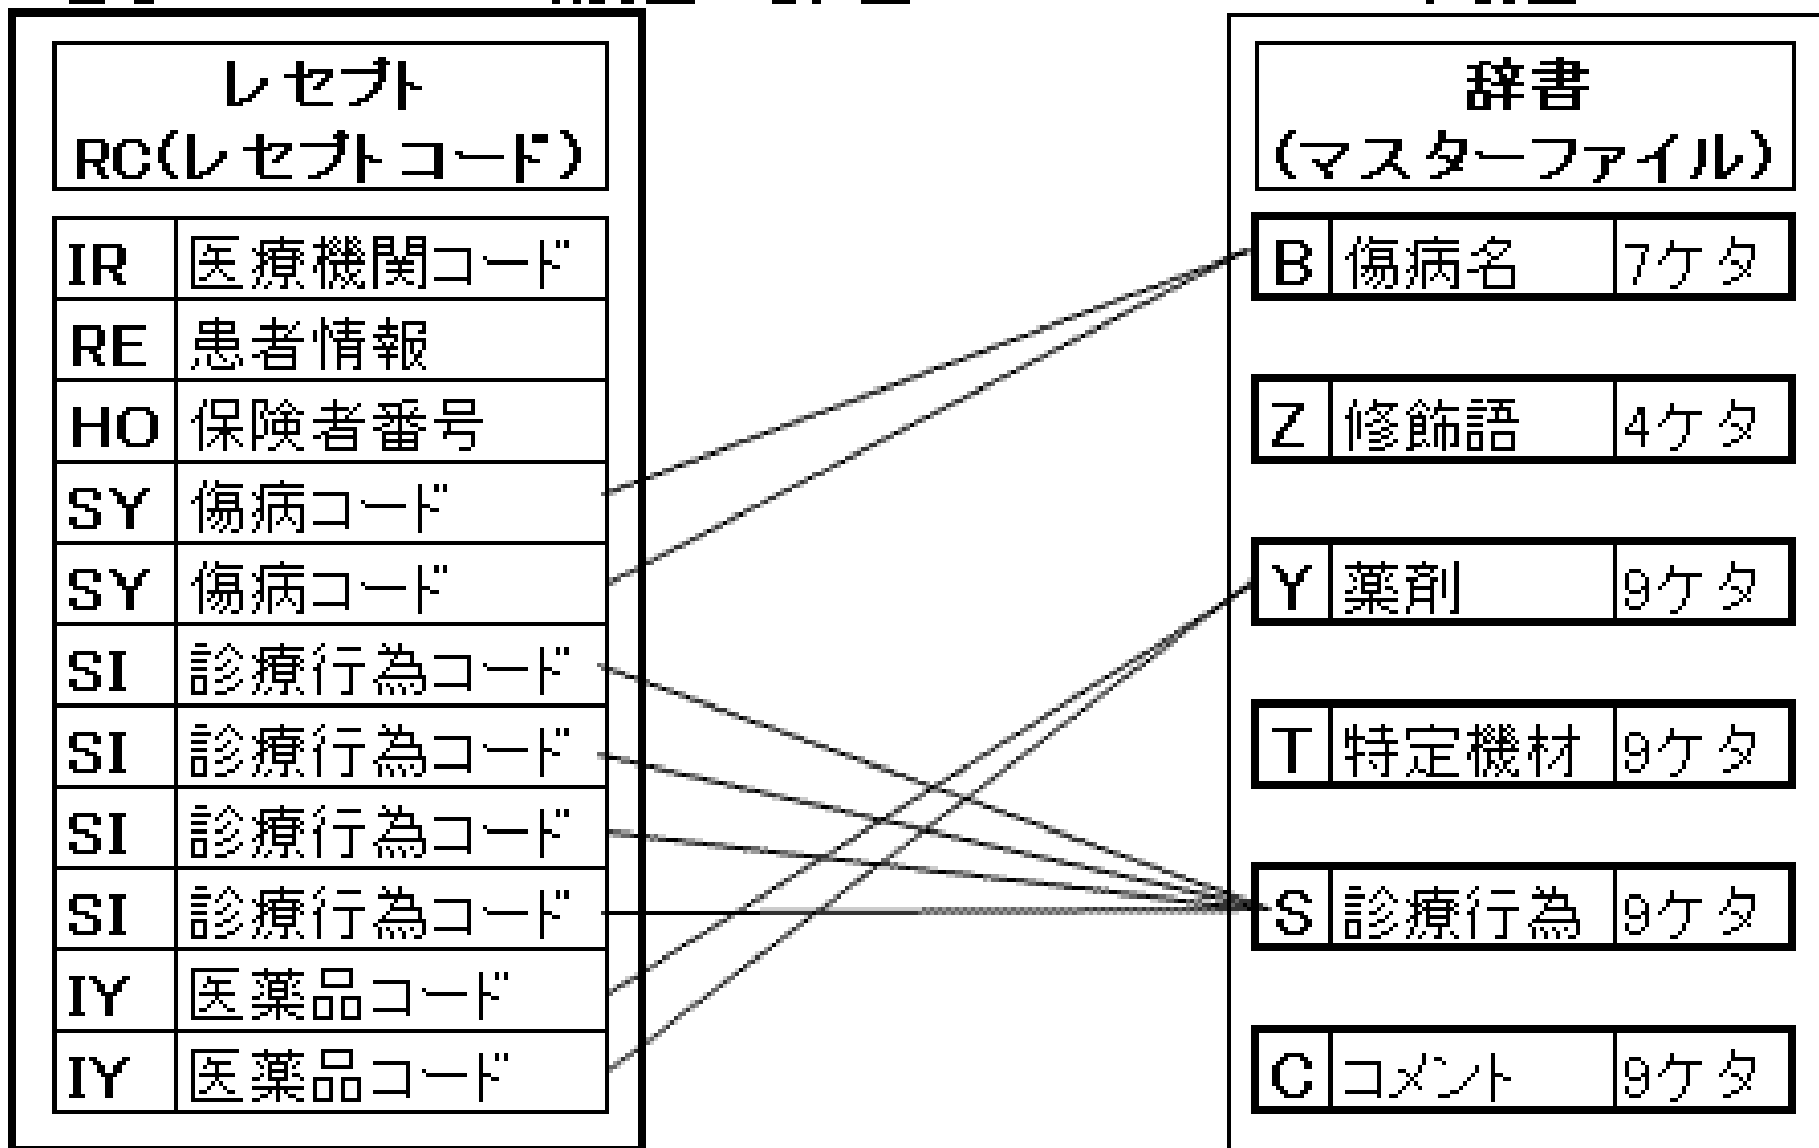 レセプト
RC(レセプトコード)
IR 医療機関コード
RE 患者情報
HO 保険者番号
SY 傷病コード
SY 傷病コード
SI 診療行為コード
SI 診療行為コード
SI 診療行為コード
SI 診療行為コード
IY 医薬品コード
IY 医薬品コード
辞書
(マスターファイル)
B 傷病名 7ケタ
Z 修飾語 4ケタ
Y 薬剤 9ケタ
T 特定機材 9ケタ
S 診療行為 9ケタ
C コメント 9ケタ